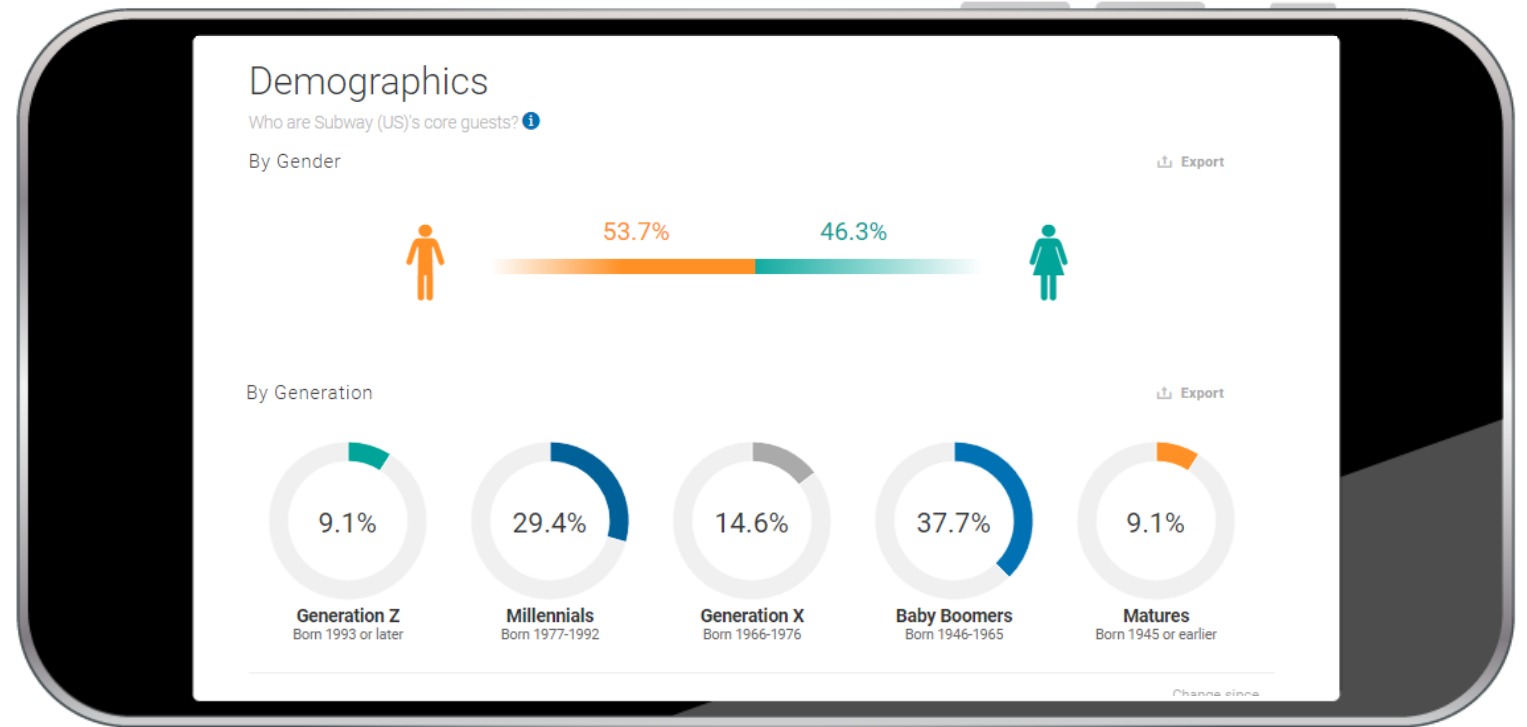 Demographics
Who are Subway (US)'s core guests?
By Gender
Export
53.7%
46.3%
By Generation
Export
9.1%
29.4%
14.6%
37.7%
9.1%
Generation Z
Born 1993 or later
Millennials
Born 1977-1992
Generation X
Born 1966-1976
Baby Boomers
Born 1946-1965
Matures
Born 1945 or earlier
Change since